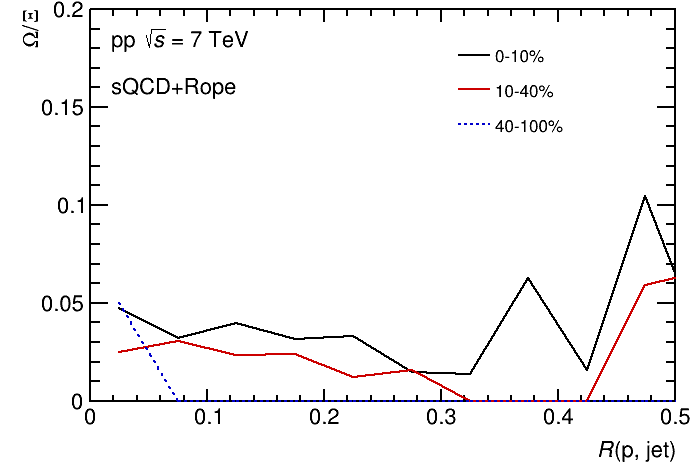 Ω/Ξ
0.2
0.15
0.1
0.05
0
pp √s = 7 TeV
sQCD+Rope
0-10%
10-40%
40-100%
0 0.1 0.2 0.3 0.4 0.5
R(p, jet)